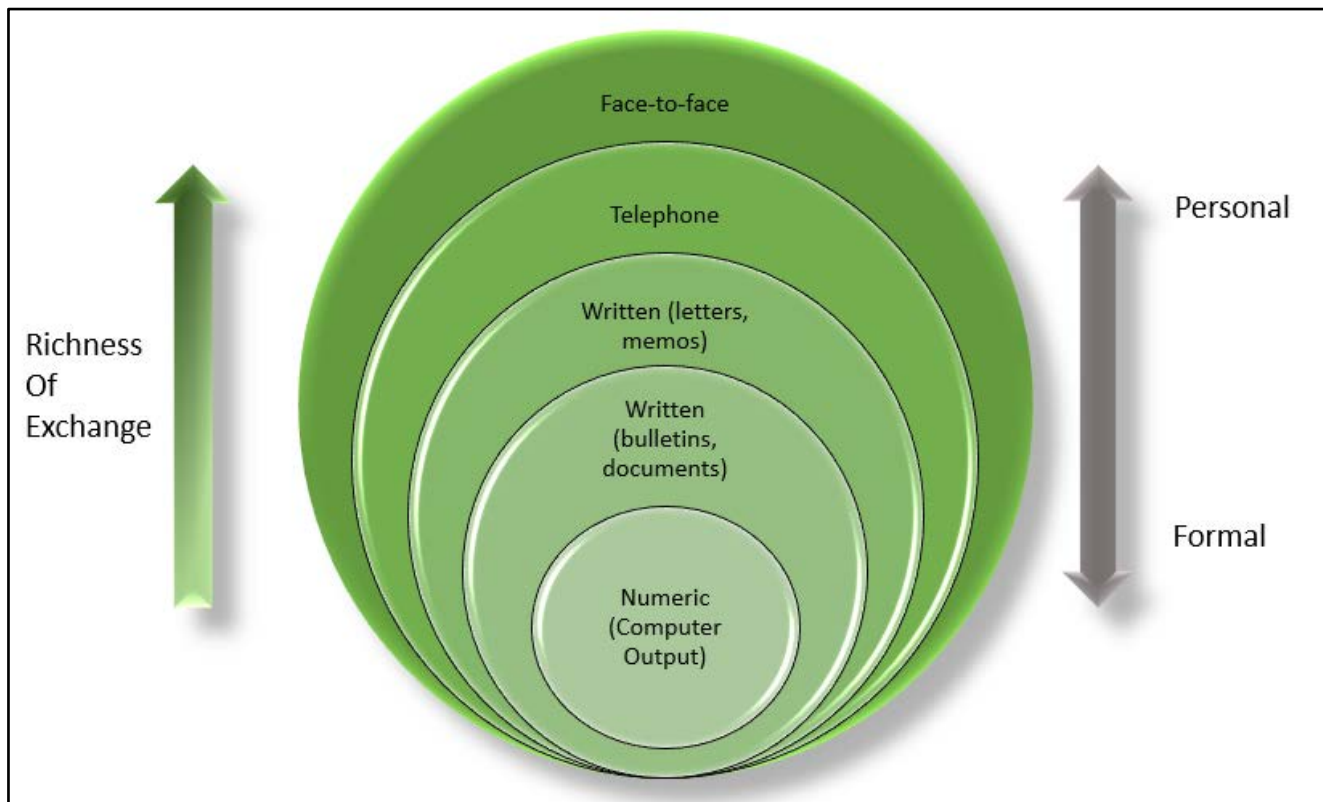 Face-to-face
Telephone
Written (letters,
memos)
Written
(bulletins,
documents)
Numeric
(Computer
Output)
Richness
Of
Exchange
Personal
Formal